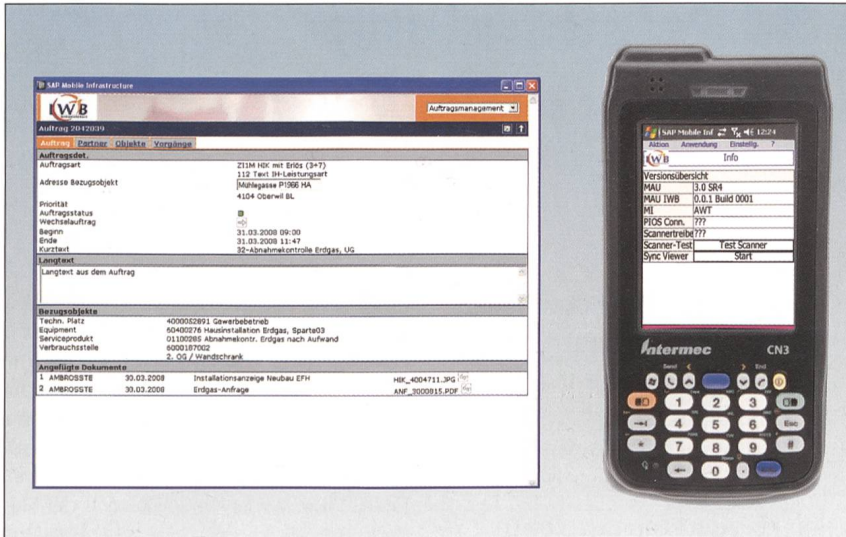 SAP Mobile Infrastructure
IWB
Auftragsmanagement
Auftrag 2042039
Auftrag Partner Objekte Vorgänge
Auftragsdet.
Auftragsart ZI1M HIK mit Erlös (3+7)
112 Text IH-Leistungsart
Adresse Bezugsobjekt Mühlegasse P1966 HA
4104 Oberwil BL
Priorität
Auftragsstatus
Wechselauftrag
Beginn 31.03.2008 09:00
Ende 31.03.2008 11:47
Kurztext 32-Abnahmekontrolle Erdgas, UG
Langtext
Langtext aus dem Auftrag
Bezugsobjekte
Techn. Platz 4000052891 Gewerbebetrieb
Equipment 60400276 Hausinstallation Erdgas, Sparte03
Serviceprodukt 01100285 Abnahmekontr. Erdgas nach Aufwand
Verbrauchsstelle 6000187002
2. OG / Wandschrank
Angefügte Dokumente
1 AMBROSSTE 30.03.2008 Installationsanzeige Neubau EFH HIK_4004711.JPG
2 AMBROSSTE 30.03.2008 Erdgas-Anfrage ANF_3000815.PDF
SAP Mobile Inf 12:24
Aktion Anwendung Einstellg. ?
IWB Info
Versionsübersicht
MAU 3.0 SR4
MAU IWB 0.0.1 Build 0001
MI AWT
PIOS Conn. ???
Scannertreibe ???
Scanner-Test Test Scanner
Sync Viewer Start
Intermec CN3
Send End
1 2 3
4 5 6 Esc
* 7 8 9 #
0 .